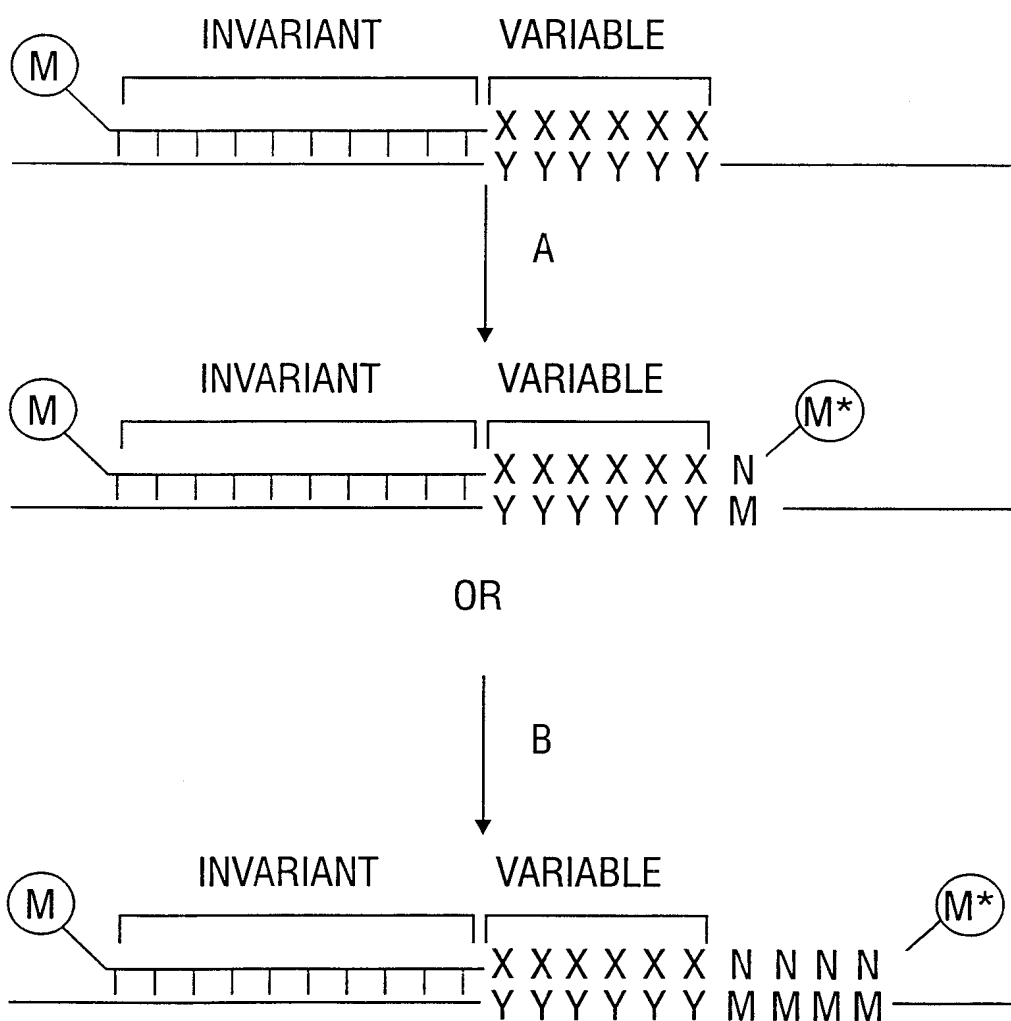 INVARIANT VARIABLE
M
X X X X X X
Y Y Y Y Y Y
A
INVARIANT VARIABLE
M M*
X X X X X X N
Y Y Y Y Y Y M
OR
B
INVARIANT VARIABLE
M M*
X X X X X X N N N N
Y Y Y Y Y Y M M M M